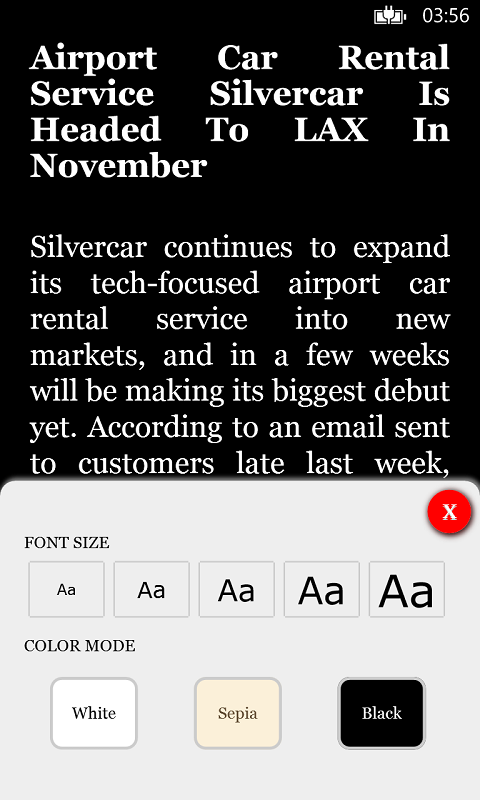 03:56
Airport Car Rental
Service Silvercar Is
Headed To LAX In
November
Silvercar continues to expand
its tech-focused airport car
rental service into new
markets, and in a few weeks
will be making its biggest debut
yet. According to an email sent
to customers late last week,
X
FONT SIZE
Aa Aa Aa Aa Aa
COLOR MODE
White Sepia Black